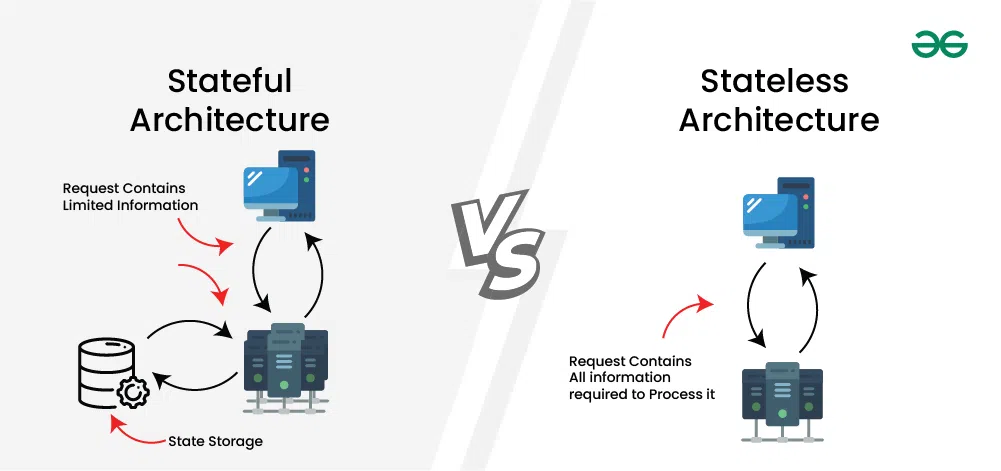 Stateful
Architecture
Request Contains
Limited Information
State Storage
VS
Stateless
Architecture
Request Contains
All information
required to Process it